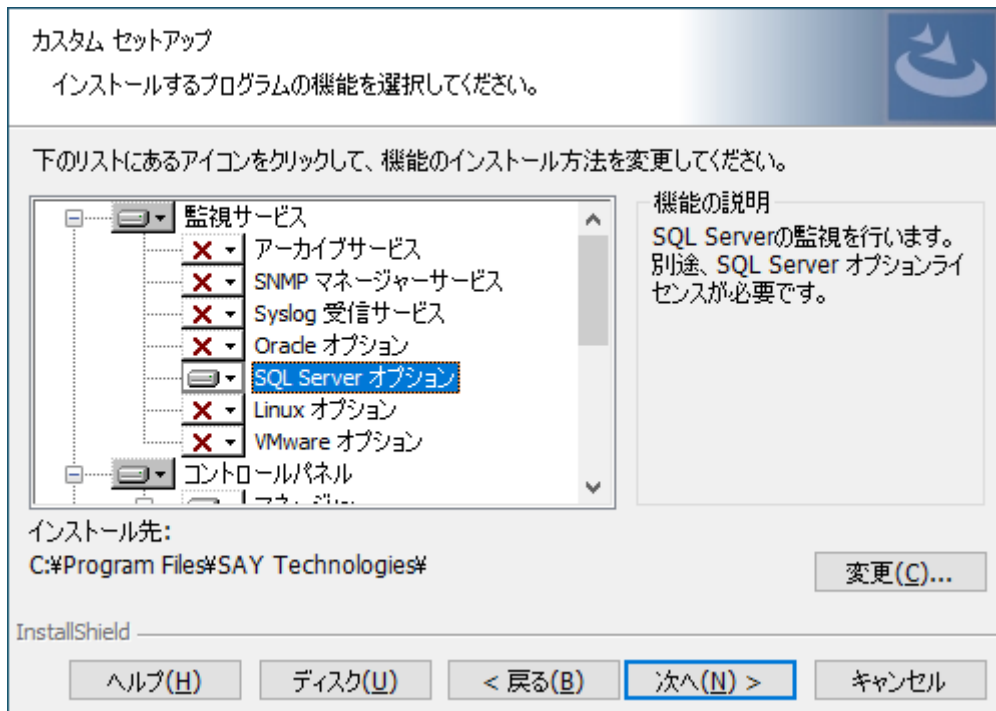 カスタム セットアップ
インストールするプログラムの機能を選択してください。
下のリストにあるアイコンをクリックして、機能のインストール方法を変更してください。
監視サービス
アーカイブサービス
SNMP マネージャーサービス
Syslog 受信サービス
Oracle オプション
SQL Server オプション
Linux オプション
VMware オプション
コントロールパネル
機能の説明
SQL Serverの監視を行います。
別途、SQL Server オプションライ
センスが必要です。
インストール先:
C:¥Program Files¥SAY Technologies¥
変更(C)...
InstallShield
ヘルプ(H)
ディスク(U)
< 戻る(B)
次へ(N) >
キャンセル